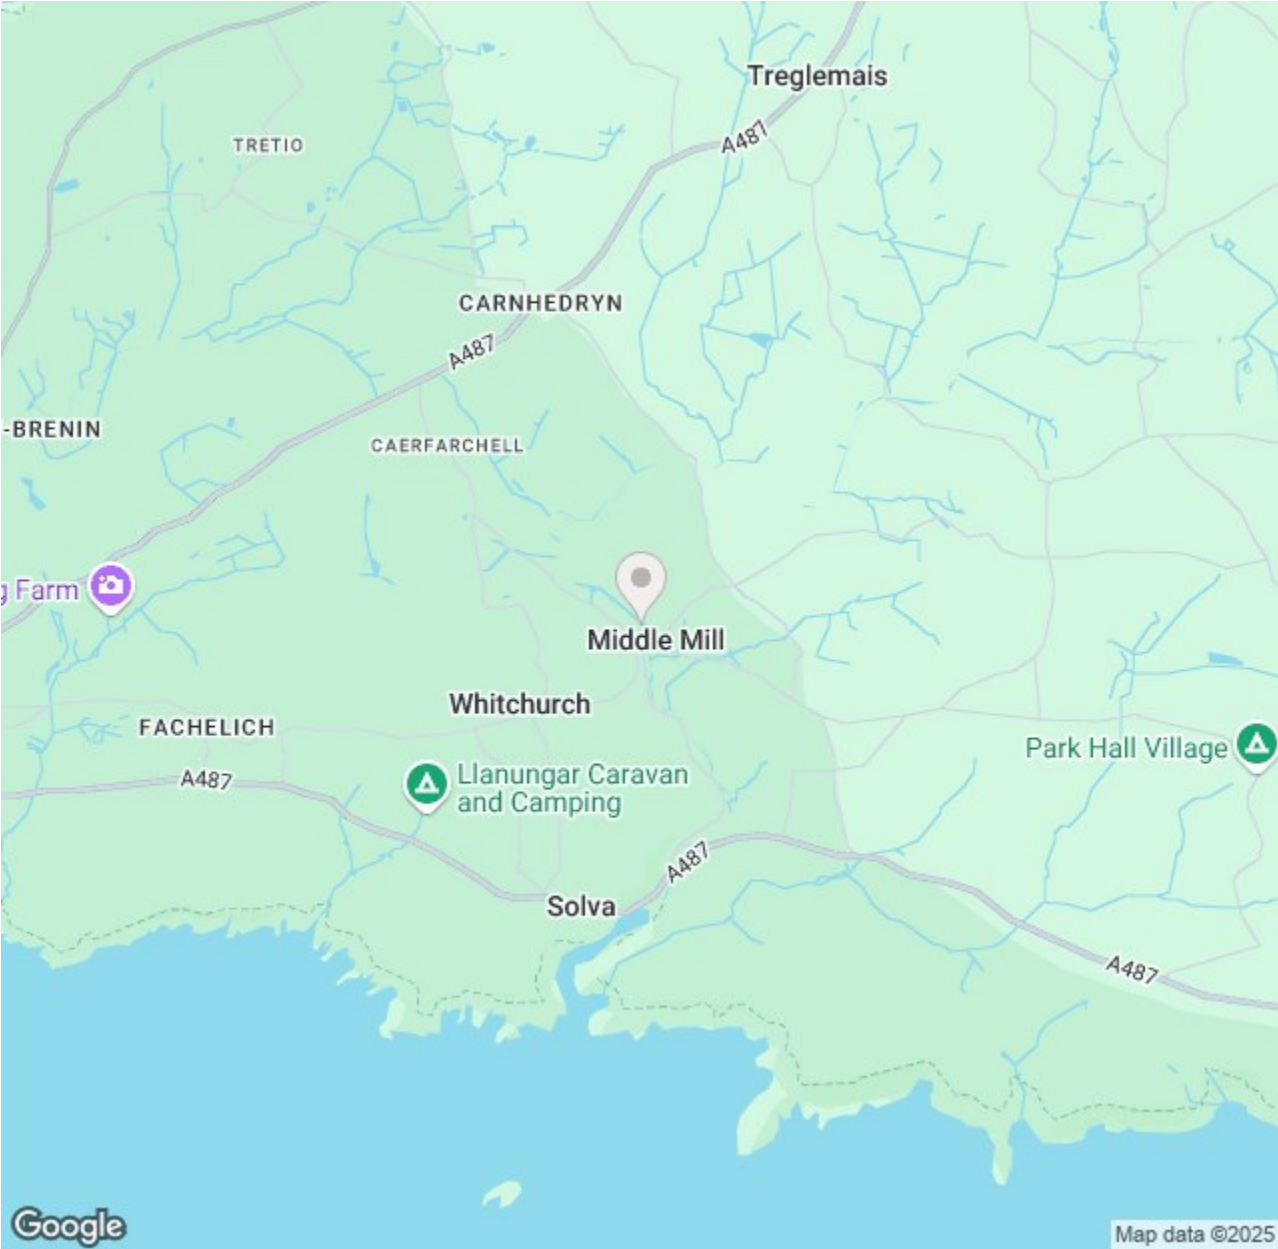 Treglemais
A487
TRETIO
CARNHEDRYN
A487
-BRENIN
CAERFARCHELL
g Farm
Middle Mill
Whitchurch
FACHELICH
Park Hall Village
A487
Llanungar Caravan
and Camping
A487
Solva
A487
Google
Map data ©2025